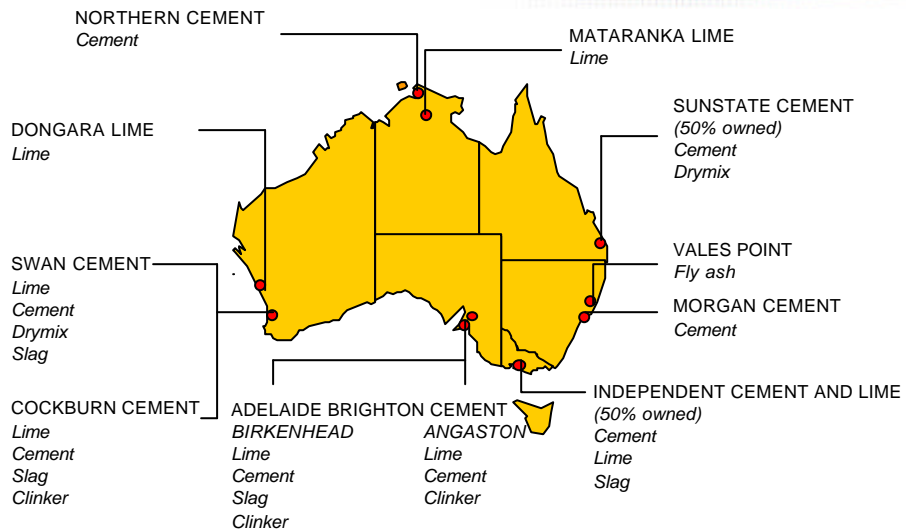 NORTHERN CEMENT
Cement
MATARANKA LIME
Lime
SUNSTATE CEMENT
(50% owned)
Cement
Drymix
DONGARA LIME
Lime
VALES POINT
Fly ash
SWAN CEMENT
Lime
Cement
Drymix
Slag
MORGAN CEMENT
Cement
INDEPENDENT CEMENT AND LIME
(50% owned)
Cement
Lime
Slag
COCKBURN CEMENT
Lime
Cement
Slag
Clinker
ADELAIDE BRIGHTON CEMENT
BIRKENHEAD
Lime
Cement
Slag
Clinker
ANGASTON
Lime
Cement
Clinker